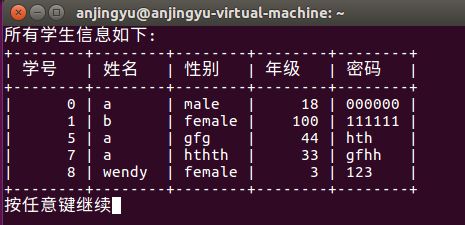 anjingyu@anjingyu-virtual-machine: ~
所有学生信息如下:
+--------+--------+--------+--------+--------+
| 学号 | 姓名 | 性别 | 年级 | 密码 |
+--------+--------+--------+--------+--------+
| 0 | a | male | 18 | 000000 |
| 1 | b | female | 100 | 111111 |
| 5 | a | gfg | 44 | hth |
| 7 | a | hthth | 33 | gfhh |
| 8 | wendy | female | 3 | 123 |
+--------+--------+--------+--------+--------+
按任意键继续